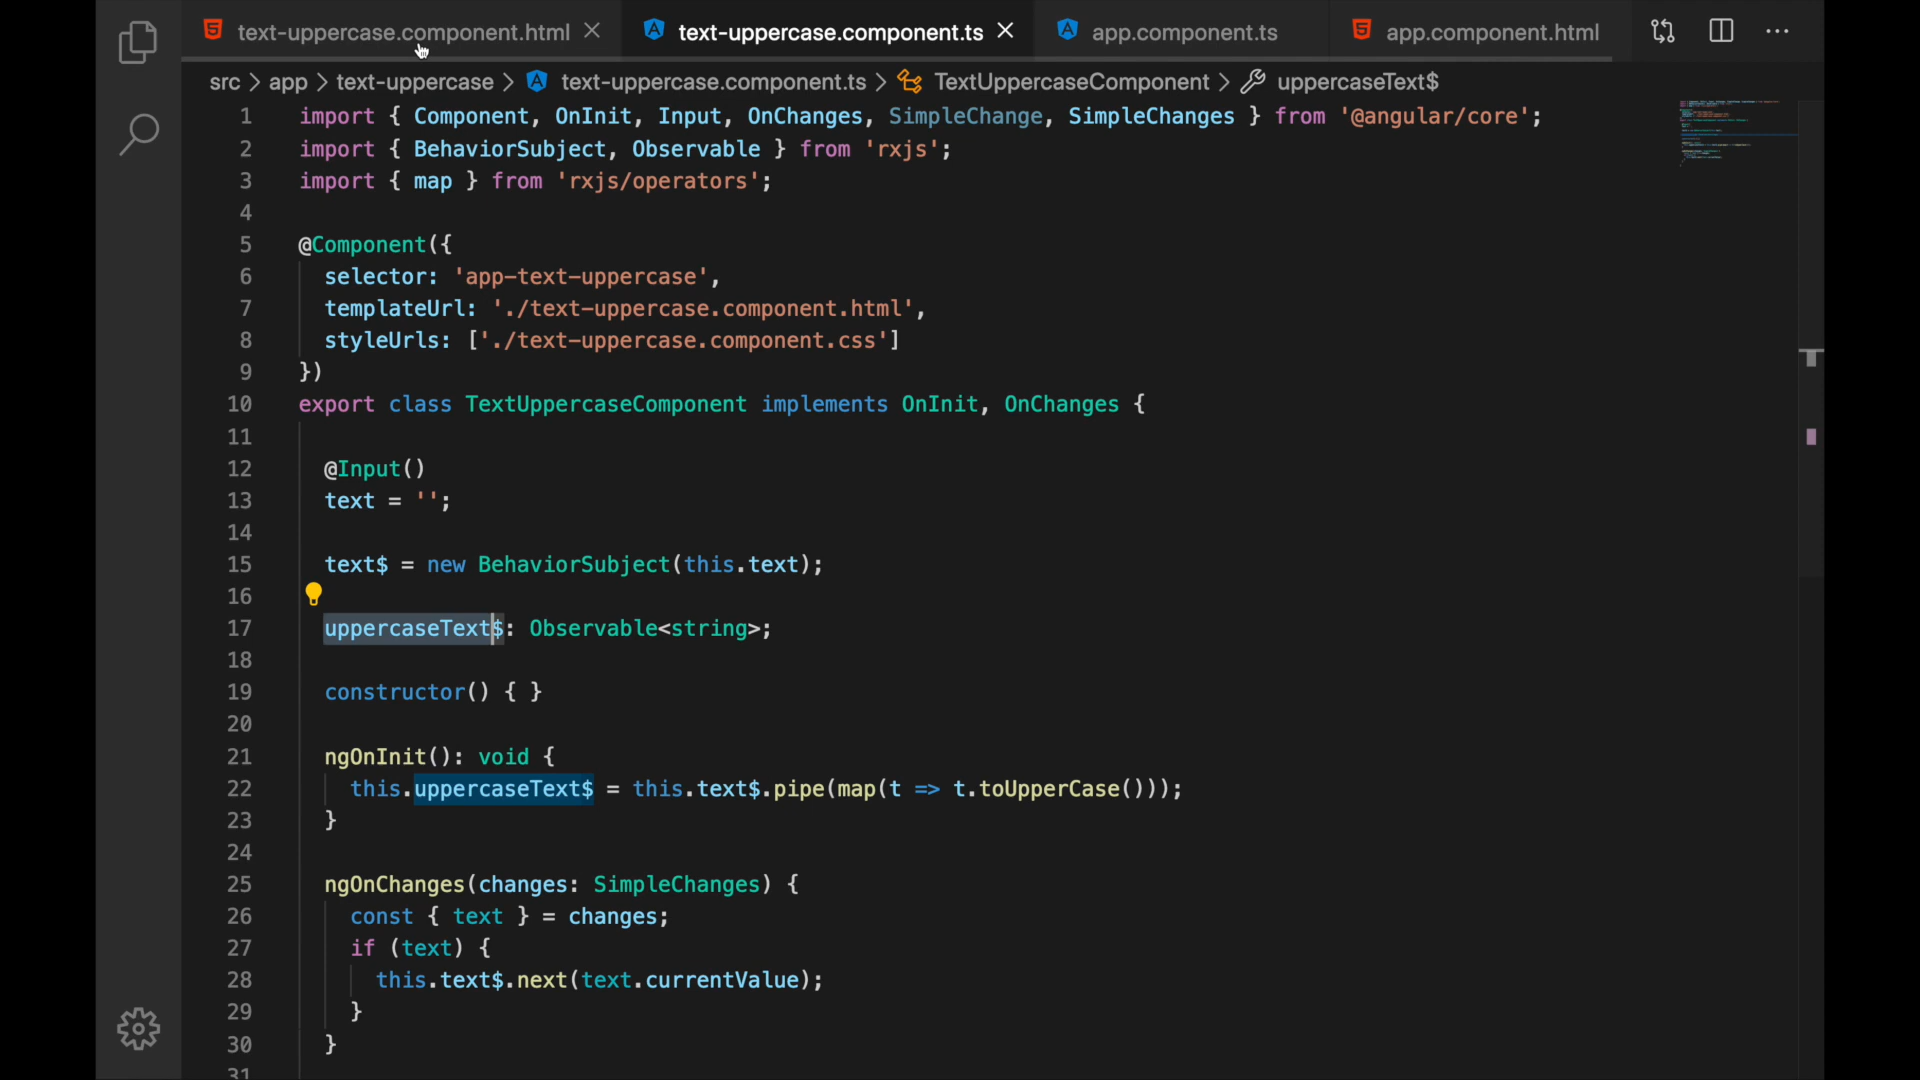 text-uppercase.component.html text-uppercase.component.ts app.component.ts app.component.html
src > app > text-uppercase > text-uppercase.component.ts > TextUppercaseComponent > uppercaseText$
1 import { Component, OnInit, Input, OnChanges, SimpleChange, SimpleChanges } from '@angular/core';
2 import { BehaviorSubject, Observable } from 'rxjs';
3 import { map } from 'rxjs/operators';
4
5 @Component({
6   selector: 'app-text-uppercase',
7   templateUrl: './text-uppercase.component.html',
8   styleUrls: ['./text-uppercase.component.css']
9 })
10 export class TextUppercaseComponent implements OnInit, OnChanges {
11
12   @Input()
13   text = '';
14
15   text$ = new BehaviorSubject(this.text);
16
17   uppercaseText$: Observable<string>;
18
19   constructor() { }
20
21   ngOnInit(): void {
22     this.uppercaseText$ = this.text$.pipe(map(t => t.toUpperCase()));
23   }
24
25   ngOnChanges(changes: SimpleChanges) {
26     const { text } = changes;
27     if (text) {
28       this.text$.next(text.currentValue);
29     }
30   }
31